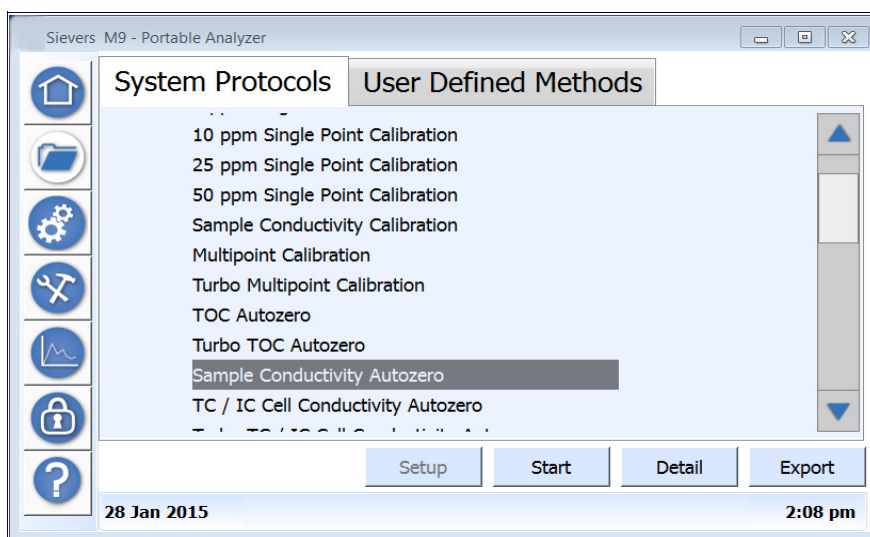 Sievers M9 - Portable Analyzer
System Protocols User Defined Methods
10 ppm Single Point Calibration
25 ppm Single Point Calibration
50 ppm Single Point Calibration
Sample Conductivity Calibration
Multipoint Calibration
Turbo Multipoint Calibration
TOC Autozero
Turbo TOC Autozero
Sample Conductivity Autozero
TC / IC Cell Conductivity Autozero
Setup Start Detail Export
28 Jan 2015 2:08 pm